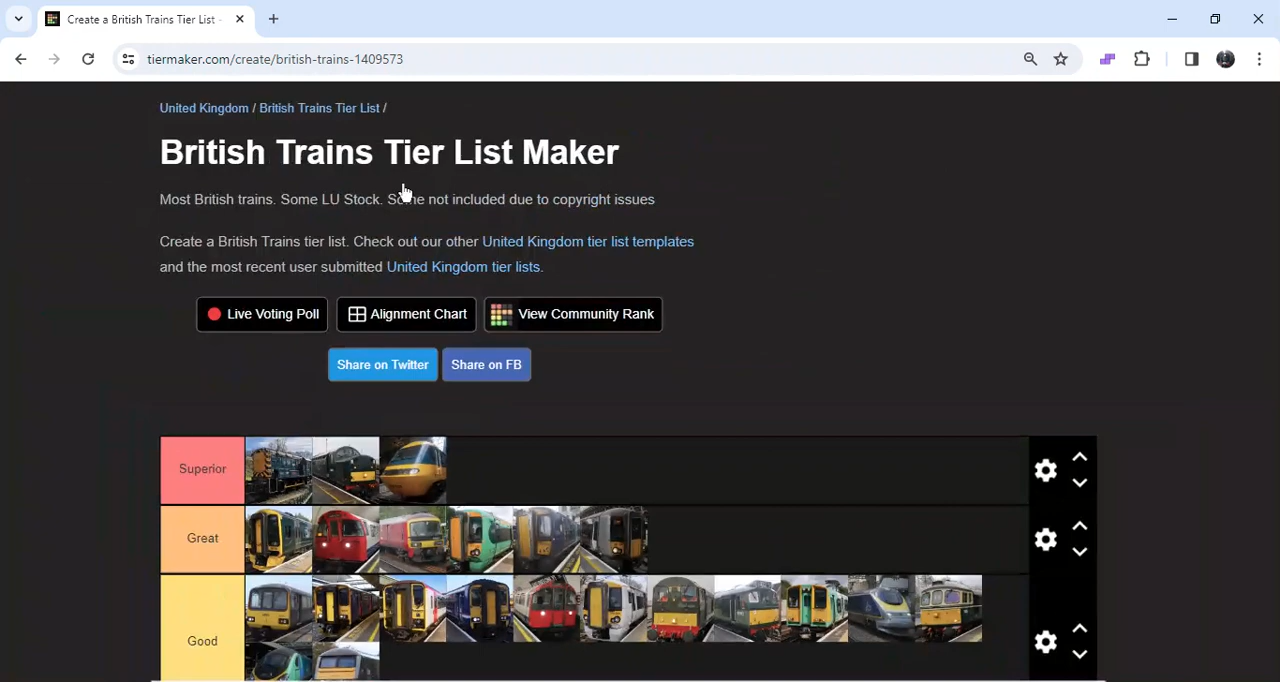 Create a British Trains Tier List
tiermaker.com/create/british-trains-1409573
United Kingdom / British Trains Tier List /
British Trains Tier List Maker
Most British trains. Some LU Stock. Some not included due to copyright issues
Create a British Trains tier list. Check out our other United Kingdom tier list templates
and the most recent user submitted United Kingdom tier lists.
Live Voting Poll
Alignment Chart
View Community Rank
Share on Twitter
Share on FB
Superior
Great
Good